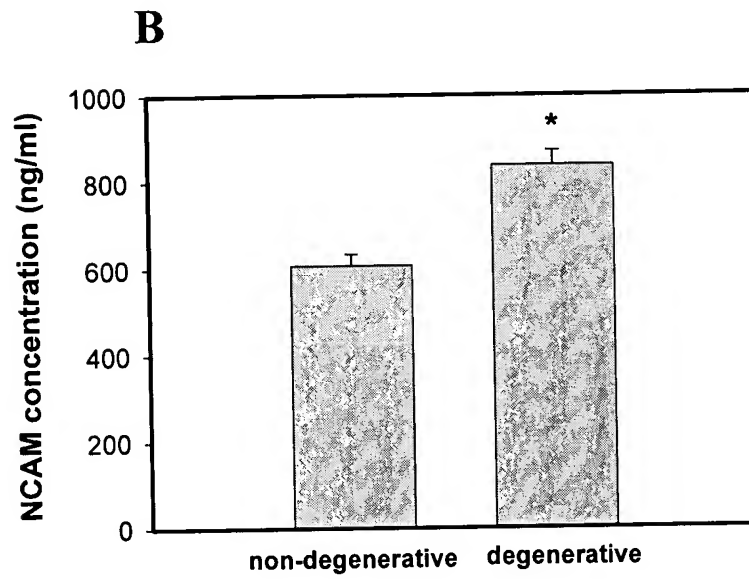 B
NCAM concentration (ng/ml)
1000
800
600
400
200
0
*
non-degenerative degenerative